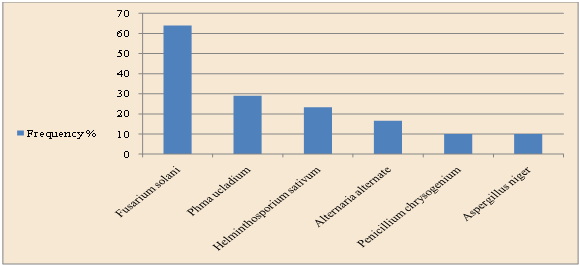 70
60
50
40
30
20
10
0
Frequency %
Fusarium solani
Phma ucladium
Helminthosporium sativum
Alternaria alternate
Penicillium chrysogenium
Aspergillus niger